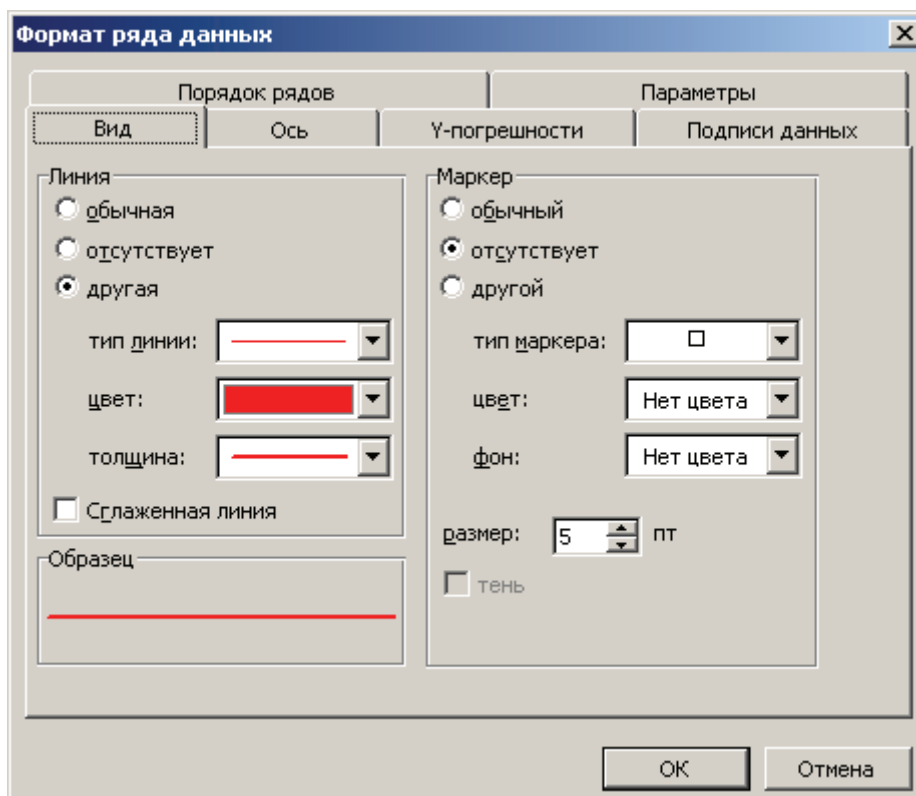 Формат ряда данных
Порядок рядов Параметры
Вид Ось Y-погрешности Подписи данных
Линия
обычная
отсутствует
другая
тип линии:
цвет:
толщина:
Сглаженная линия
Образец
Маркер
обычный
отсутствует
другой
тип маркера:
цвет: Нет цвета
фон: Нет цвета
размер: 5 пт
тень
ОК Отмена